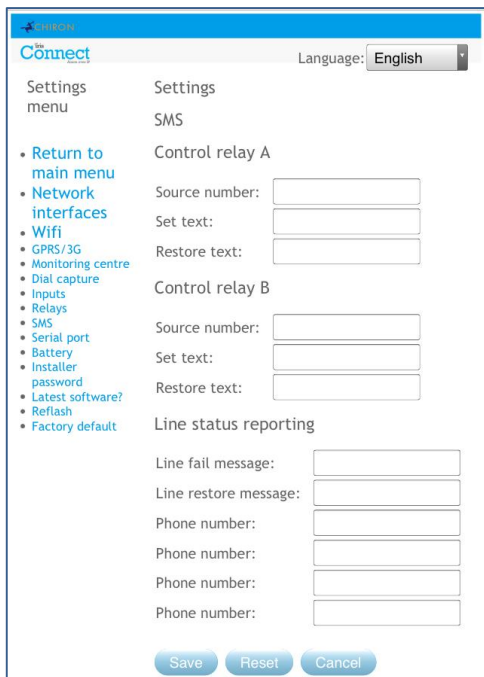 CHIRON
Iris
Connect
Language: English
Settings
menu
• Return to
main menu
• Network
interfaces
• Wifi
• GPRS/3G
• Monitoring centre
• Dial capture
• Inputs
• Relays
• SMS
• Serial port
• Battery
• Installer
password
• Latest software?
• Reflash
• Factory default
Settings
SMS
Control relay A
Source number:
Set text:
Restore text:
Control relay B
Source number:
Set text:
Restore text:
Line status reporting
Line fail message:
Line restore message:
Phone number:
Phone number:
Phone number:
Phone number:
Save Reset Cancel